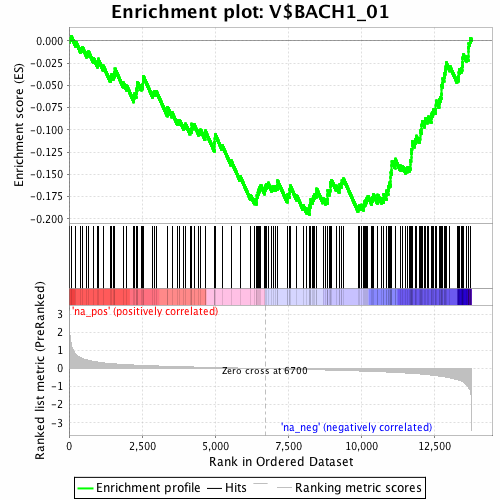 Enrichment plot: V$BACH1_01
Enrichment score (ES)
0.000
-0.025
-0.050
-0.075
-0.100
-0.125
-0.150
-0.175
-0.200
'na_pos' (positively correlated)
Ranked list metric (PreRanked)
3
2
1
0
-1
-2
-3
Zero cross at 6700
'na_neg' (negatively correlated)
0 2,500 5,000 7,500 10,000 12,500
Rank in Ordered Dataset
Enrichment profile Hits Ranking metric scores